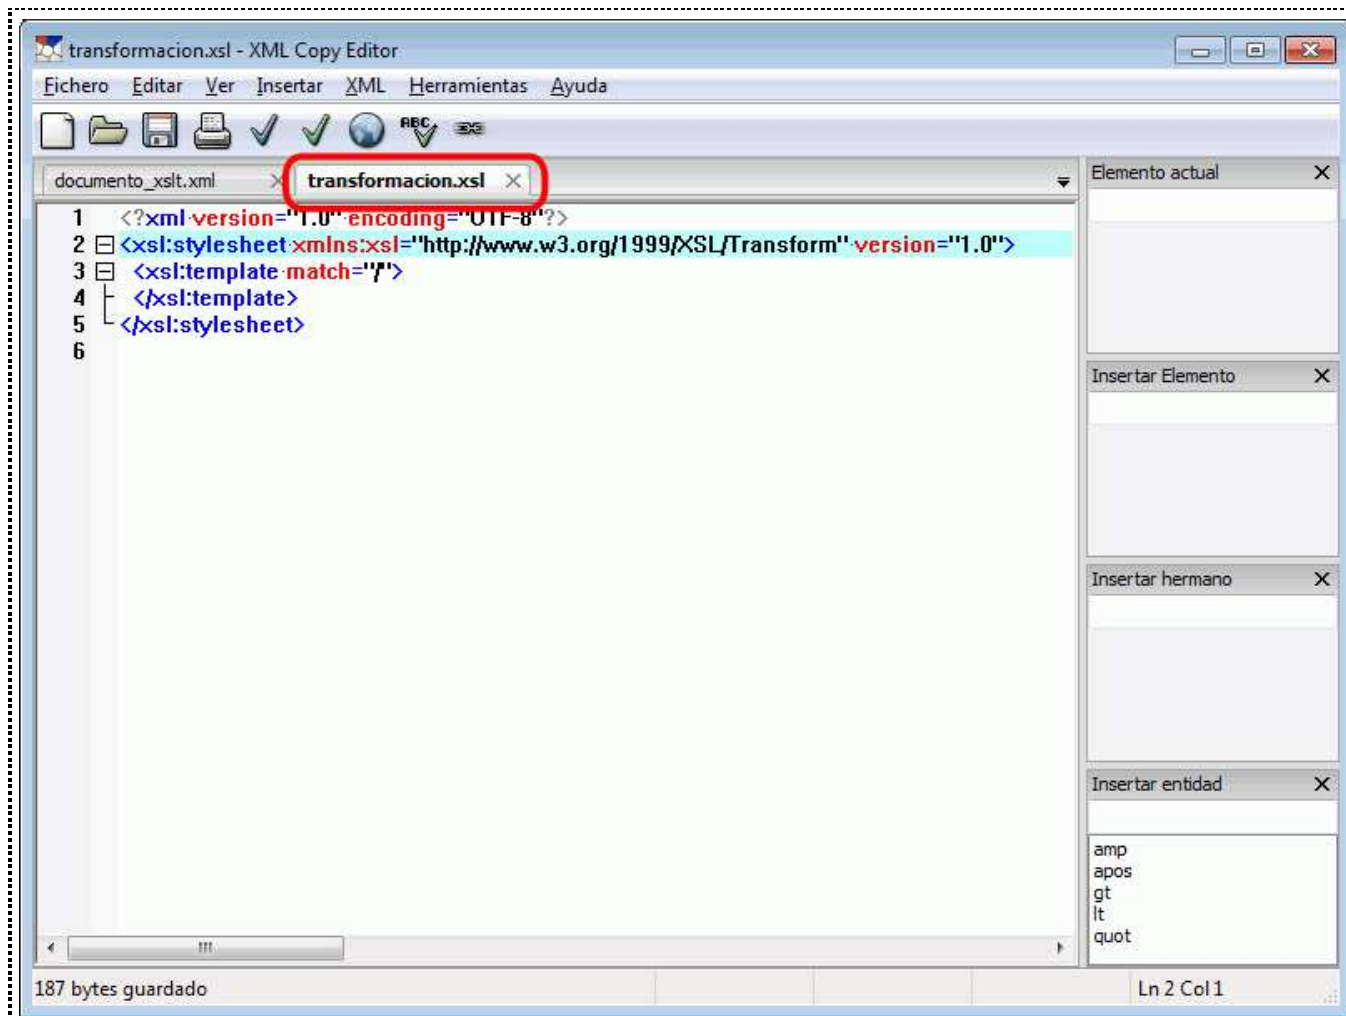 transformacion.xsl - XML Copy Editor
Fichero Editar Ver Insertar XML Herramientas Ayuda
ABC
documento_xslt.xml transformacion.xsl
1 <?xml version="1.0" encoding="UTF-8"?>
2 <xsl:stylesheet xmlns:xsl="http://www.w3.org/1999/XSL/Transform" version="1.0">
3 <xsl:template match="/">
4 </xsl:template>
5 </xsl:stylesheet>
6
Elemento actual
Insertar Elemento
Insertar hermano
Insertar entidad
amp
apos
gt
lt
quot
187 bytes guardado
Ln 2 Col 1